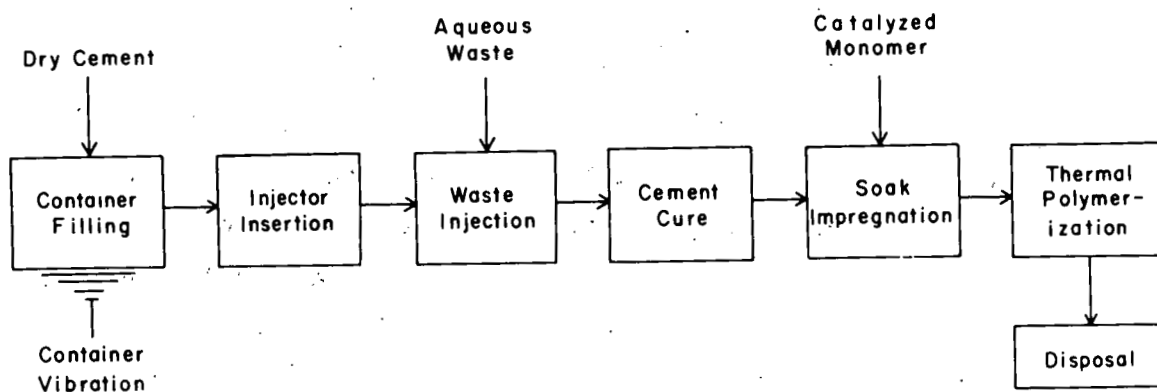 Dry Cement
Aqueous
Waste
Catalyzed
Monomer
Container
Filling
Injector
Insertion
Waste
Injection
Cement
Cure
Soak
Impregnation
Thermal
Polymer-
ization
Container
Vibration
Disposal